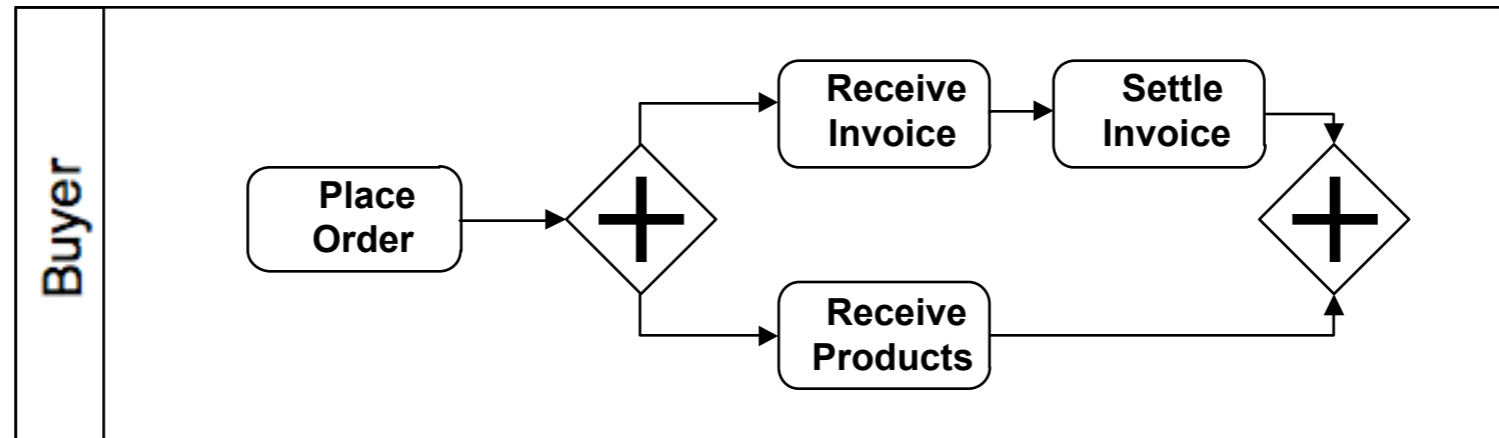 Buyer
Place
Order
Receive
Invoice
Settle
Invoice
Receive
Products